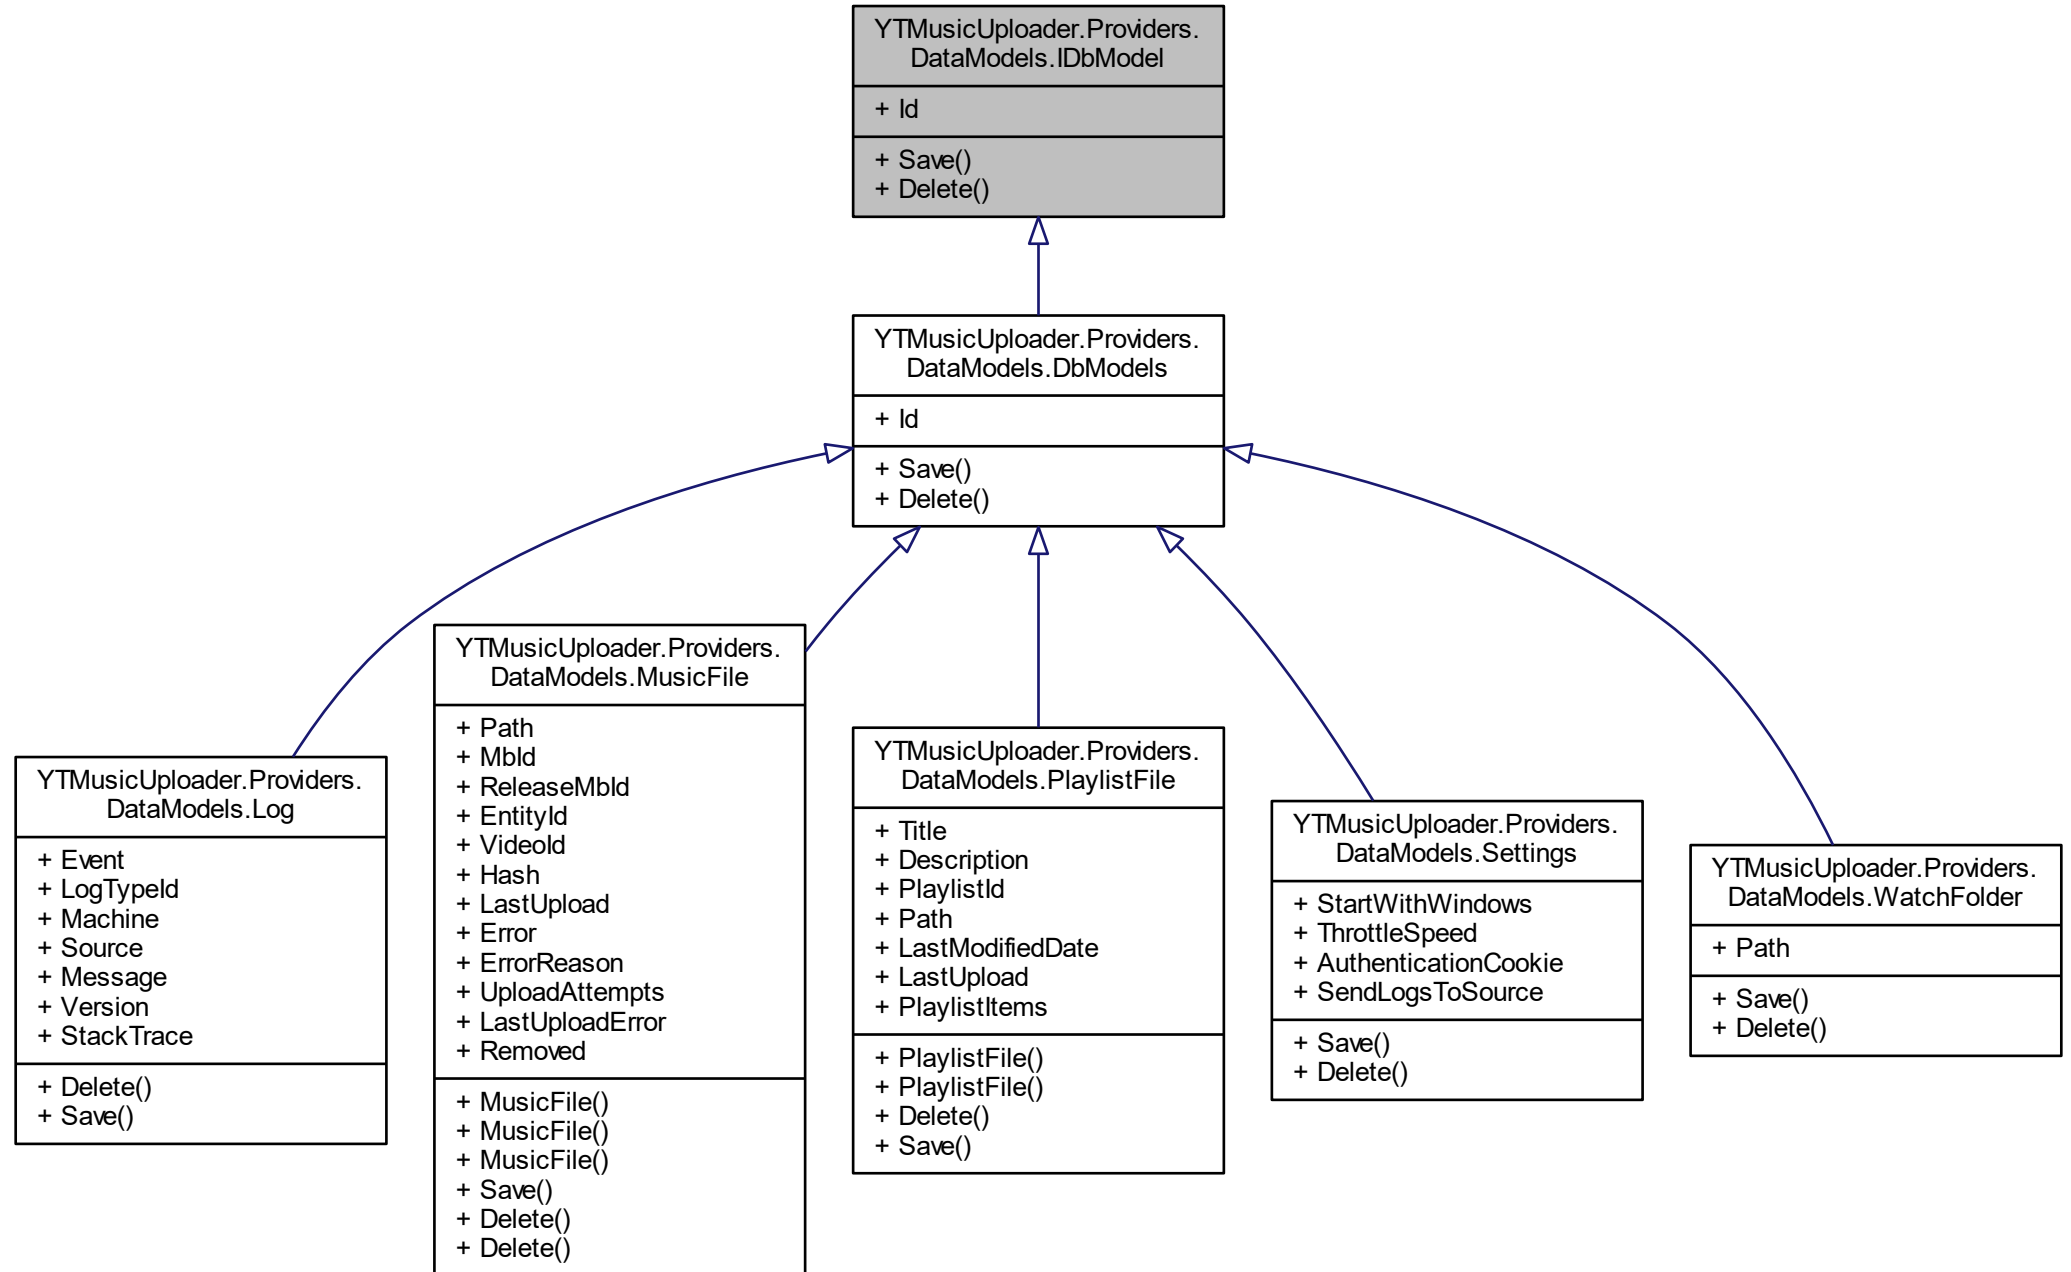 YTMusicUploader.Providers.
DataModels.IDbModel
+ Id
+ Save()
+ Delete()
YTMusicUploader.Providers.
DataModels.DbModels
+ Id
+ Save()
+ Delete()
YTMusicUploader.Providers.
DataModels.Log
+ Event
+ LogTypeId
+ Machine
+ Source
+ Message
+ Version
+ StackTrace
+ Delete()
+ Save()
YTMusicUploader.Providers.
DataModels.MusicFile
+ Path
+ MbId
+ ReleaseMbId
+ EntityId
+ VideoId
+ Hash
+ LastUpload
+ Error
+ ErrorReason
+ UploadAttempts
+ LastUploadError
+ Removed
+ MusicFile()
+ MusicFile()
+ MusicFile()
+ Save()
+ Delete()
+ Delete()
YTMusicUploader.Providers.
DataModels.PlaylistFile
+ Title
+ Description
+ PlaylistId
+ Path
+ LastModifiedDate
+ LastUpload
+ PlaylistItems
+ PlaylistFile()
+ PlaylistFile()
+ Delete()
+ Save()
YTMusicUploader.Providers.
DataModels.Settings
+ StartWithWindows
+ ThrottleSpeed
+ AuthenticationCookie
+ SendLogsToSource
+ Save()
+ Delete()
YTMusicUploader.Providers.
DataModels.WatchFolder
+ Path
+ Save()
+ Delete()